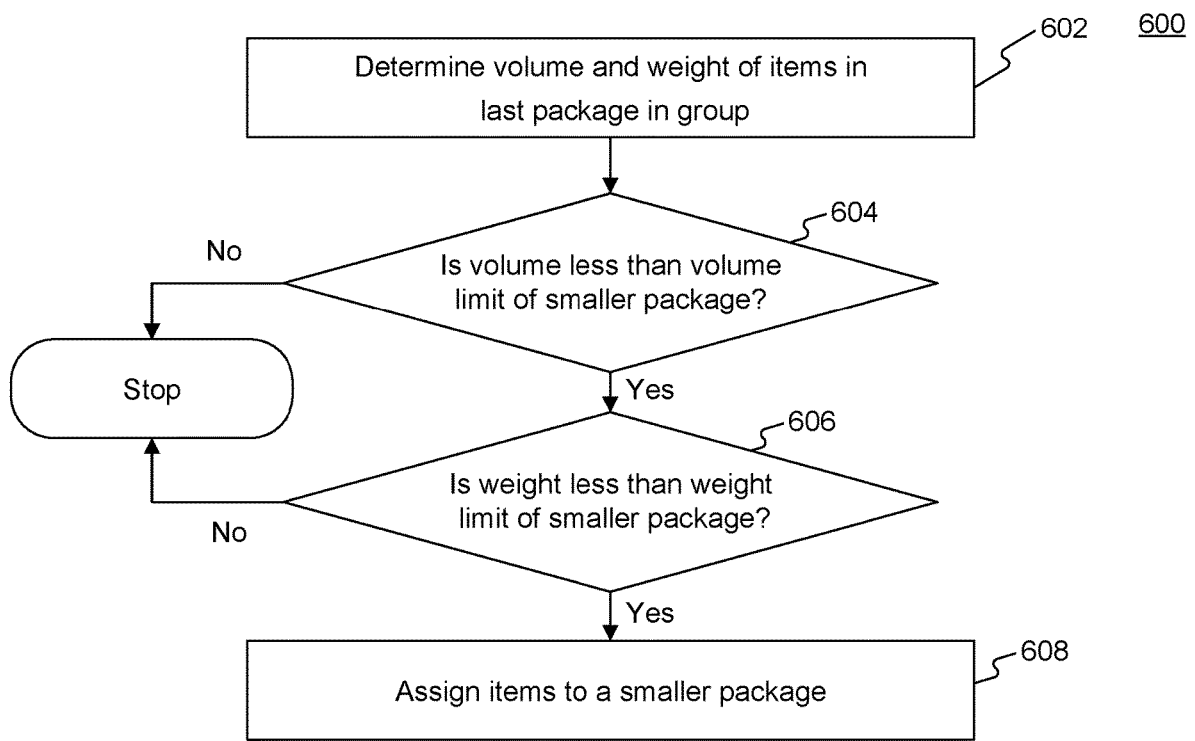 600
602
Determine volume and weight of items in
last package in group
604
No
Is volume less than volume
limit of smaller package?
Stop
Yes
606
Is weight less than weight
limit of smaller package?
No
Yes
608
Assign items to a smaller package